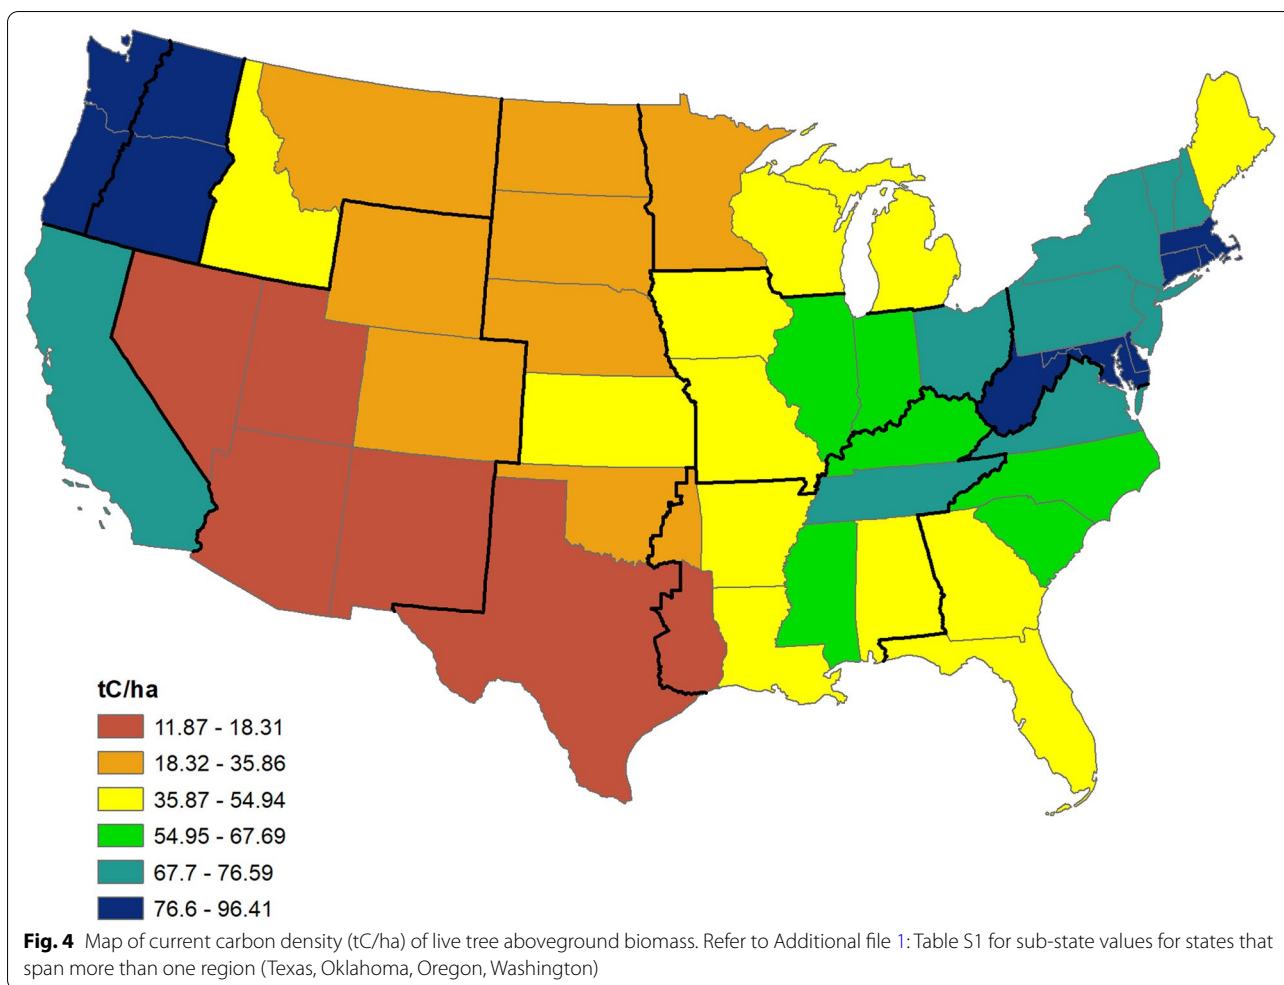 tC/ha
11.87 - 18.31
18.32 - 35.86
35.87 - 54.94
54.95 - 67.69
67.7 - 76.59
76.6 - 96.41
Fig. 4 Map of current carbon density (tC/ha) of live tree aboveground biomass. Refer to Additional file 1: Table S1 for sub-state values for states that
span more than one region (Texas, Oklahoma, Oregon, Washington)